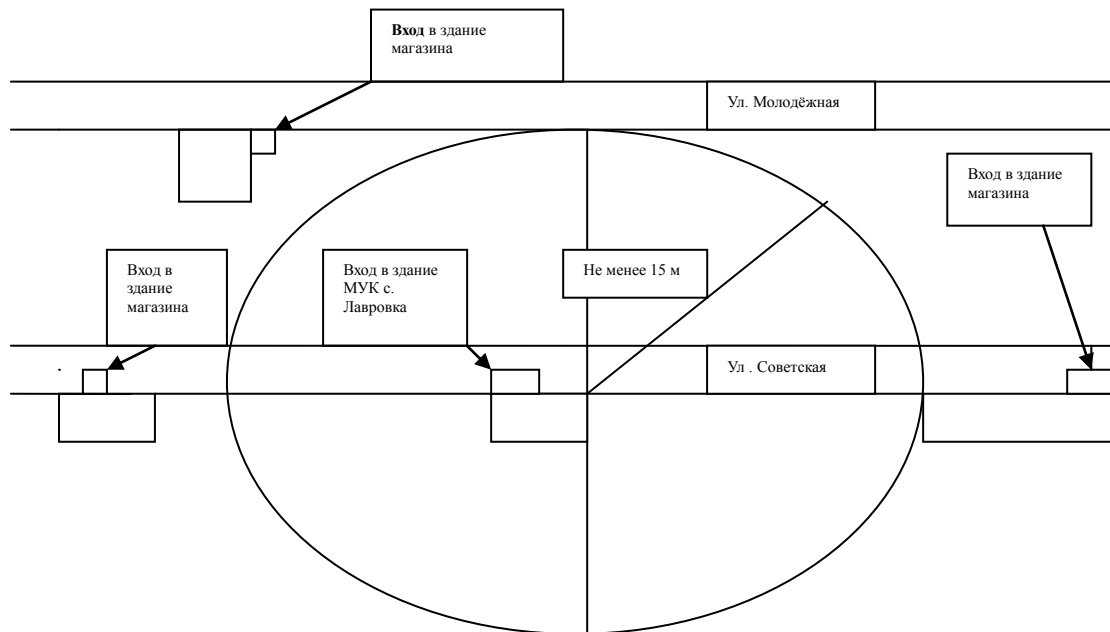 Вход в здание
магазина
Ул. Молодёжная
Вход в здание
магазина
Вход в
здание
магазина
Вход в здание
МУК с.
Лавровка
Не менее 15 м
Ул . Советская